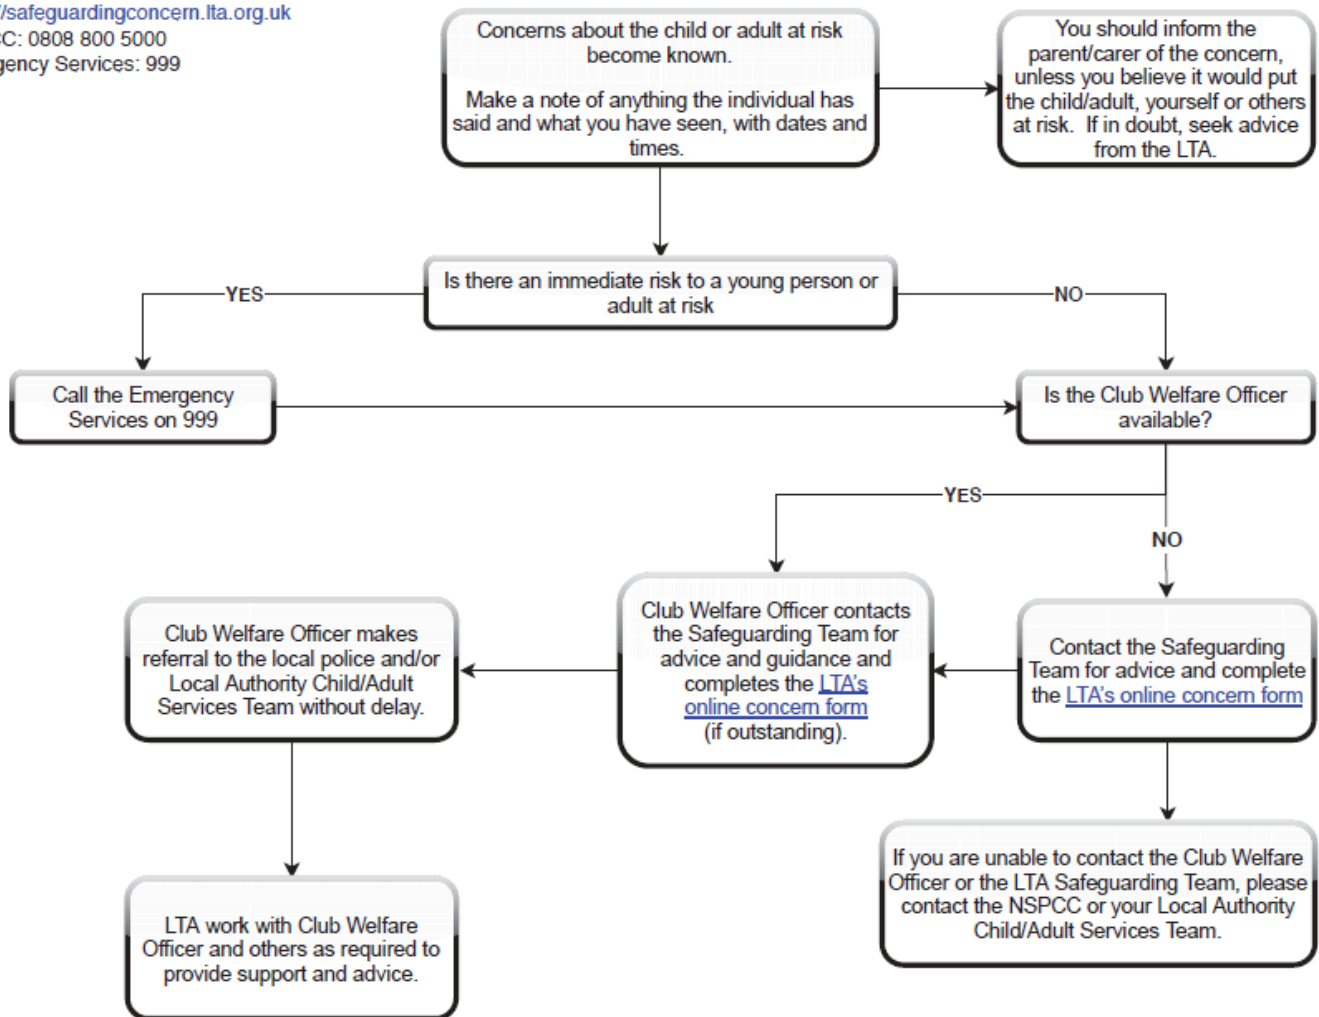 //safeguardingconcern.lta.org.uk
CC: 0808 800 5000
gency Services: 999
Concerns about the child or adult at risk
become known.
Make a note of anything the individual has
said and what you have seen, with dates and
times.
You should inform the
parent/carer of the concern,
unless you believe it would put
the child/adult, yourself or others
at risk. If in doubt, seek advice
from the LTA.
Is there an immediate risk to a young person or
adult at risk
YES
NO
Call the Emergency
Services on 999
Is the Club Welfare Officer
available?
YES
NO
Club Welfare Officer makes
referral to the local police and/or
Local Authority Child/Adult
Services Team without delay.
Club Welfare Officer contacts
the Safeguarding Team for
advice and guidance and
completes the LTA's
online concern form
(if outstanding).
Contact the Safeguarding
Team for advice and complete
the LTA's online concern form
If you are unable to contact the Club Welfare
Officer or the LTA Safeguarding Team, please
contact the NSPCC or your Local Authority
Child/Adult Services Team.
LTA work with Club Welfare
Officer and others as required to
provide support and advice.